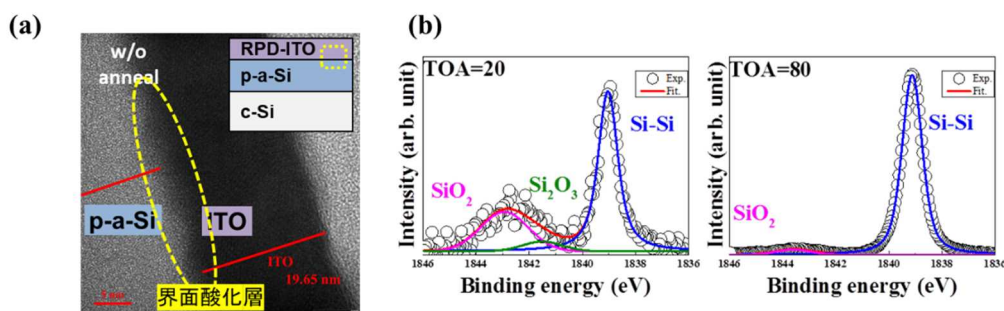 (a)
w/o
anneal
RPD-ITO
p-a-Si
c-Si
p-a-Si
ITO
ITO
19.65 nm
5 nm
界面酸化層
(b)
Intensity (arb. unit)
TOA=20
Exp.
Fit.
Si-Si
SiO2
Si2O3
1846 1844 1842 1840 1838 1836
Binding energy (eV)
Intensity (arb. unit)
TOA=80
Exp.
Fit.
Si-Si
SiO2
1846 1844 1842 1840 1838 1836
Binding energy (eV)